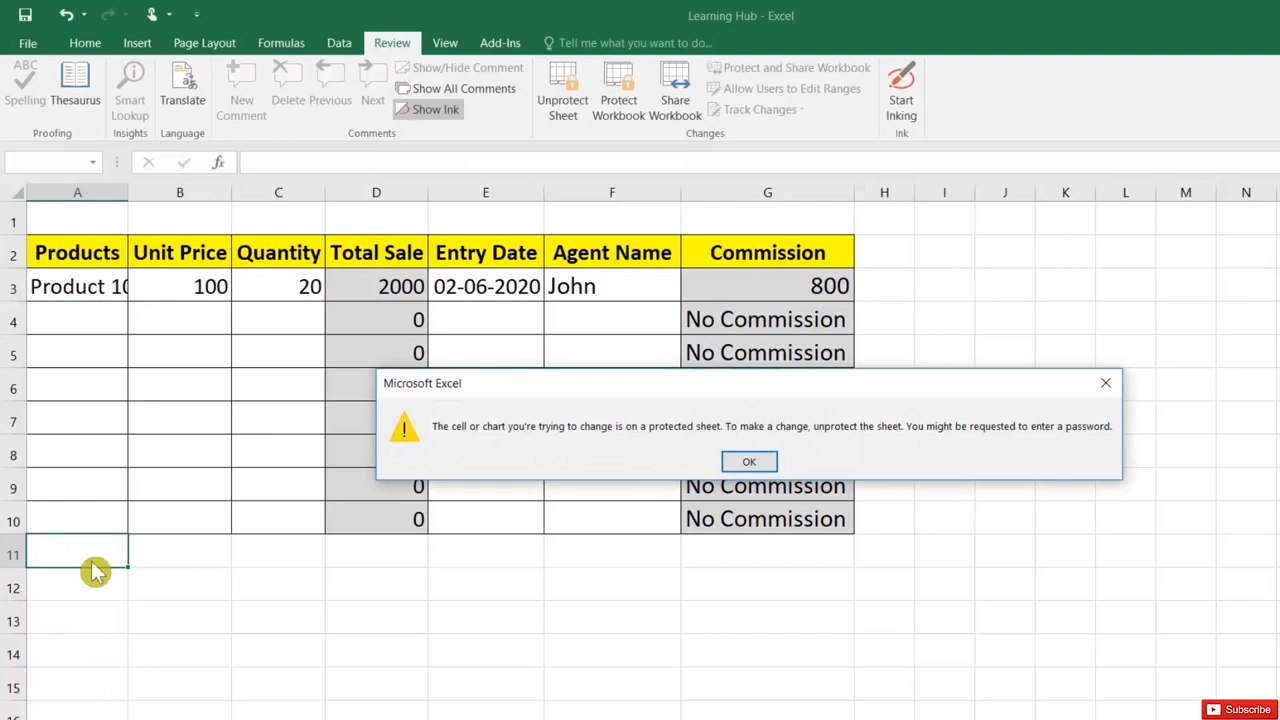 Learning Hub - Excel
File Home Insert Page Layout Formulas Data Review View Add-Ins Tell me what you want to do...
ABC
Spelling Thesaurus Smart Lookup Translate New Comment Delete Previous Next
Show/Hide Comment
Show All Comments
Show Ink
Unprotect Sheet Protect Workbook Share Workbook
Protect and Share Workbook
Allow Users to Edit Ranges
Track Changes
Start Inking
Proofing Insights Language Comments Changes Ink
fx
A B C D E F G H I J K L M N
1
2 Products Unit Price Quantity Total Sale Entry Date Agent Name Commission
3 Product 10 100 20 2000 02-06-2020 John 800
4 0 No Commission
5 0 No Commission
6
Microsoft Excel
7 The cell or chart you're trying to change is on a protected sheet. To make a change, unprotect the sheet. You might be requested to enter a password.
8 OK
9 0 No Commission
10 0 No Commission
11
12
13
14
15
16
Subscribe